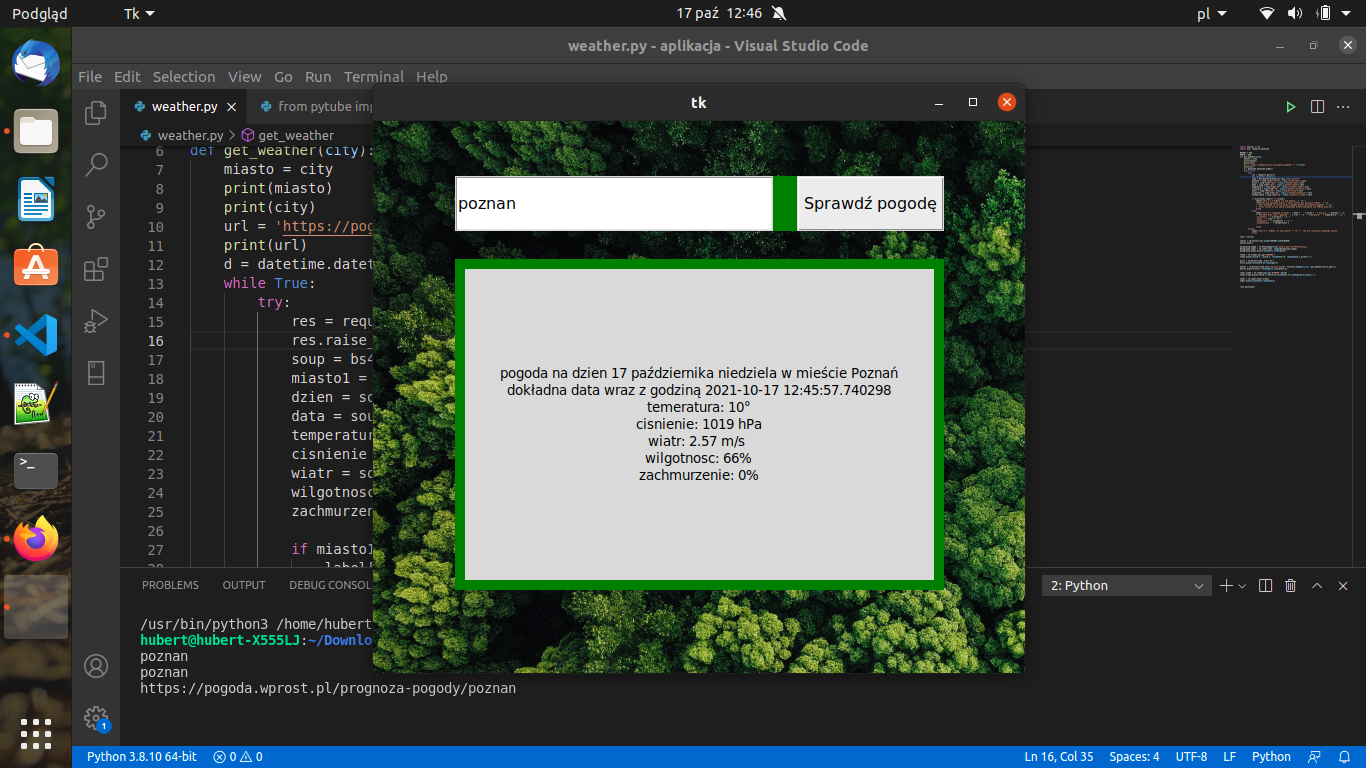 Podgląd
Tk
17 paź 12:46
pl
weather.py - aplikacja - Visual Studio Code
File Edit Selection View Go Run Terminal Help
weather.py
from pytube imp
weather.py > get_weather
tk
6 def get_weather(city):
7 miasto = city
8 print(miasto)
9 print(city)
10 url = 'https://pog
11 print(url)
12 d = datetime.datet
13 while True:
14 try:
15 res = requ
16 res.raise_
17 soup = bs4
18 miasto1 =
19 dzien = so
20 data = sou
21 temperatur
22 cisnienie
23 wiatr = so
24 wilgotnosc
25 zachmurzen
26
27 if miasto1
28 label[
poznan
Sprawdź pogodę
pogoda na dzien 17 października niedziela w mieście Poznań
dokładna data wraz z godziną 2021-10-17 12:45:57.740298
temeratura: 10°
cisnienie: 1019 hPa
wiatr: 2.57 m/s
wilgotnosc: 66%
zachmurzenie: 0%
PROBLEMS OUTPUT DEBUG CONSOL
2: Python
/usr/bin/python3 /home/hubert
hubert@hubert-X555LJ:~/Downlo
poznan
poznan
https://pogoda.wprost.pl/prognoza-pogody/poznan
1
Python 3.8.10 64-bit
0 0
Ln 16, Col 35
Spaces: 4
UTF-8
LF
Python